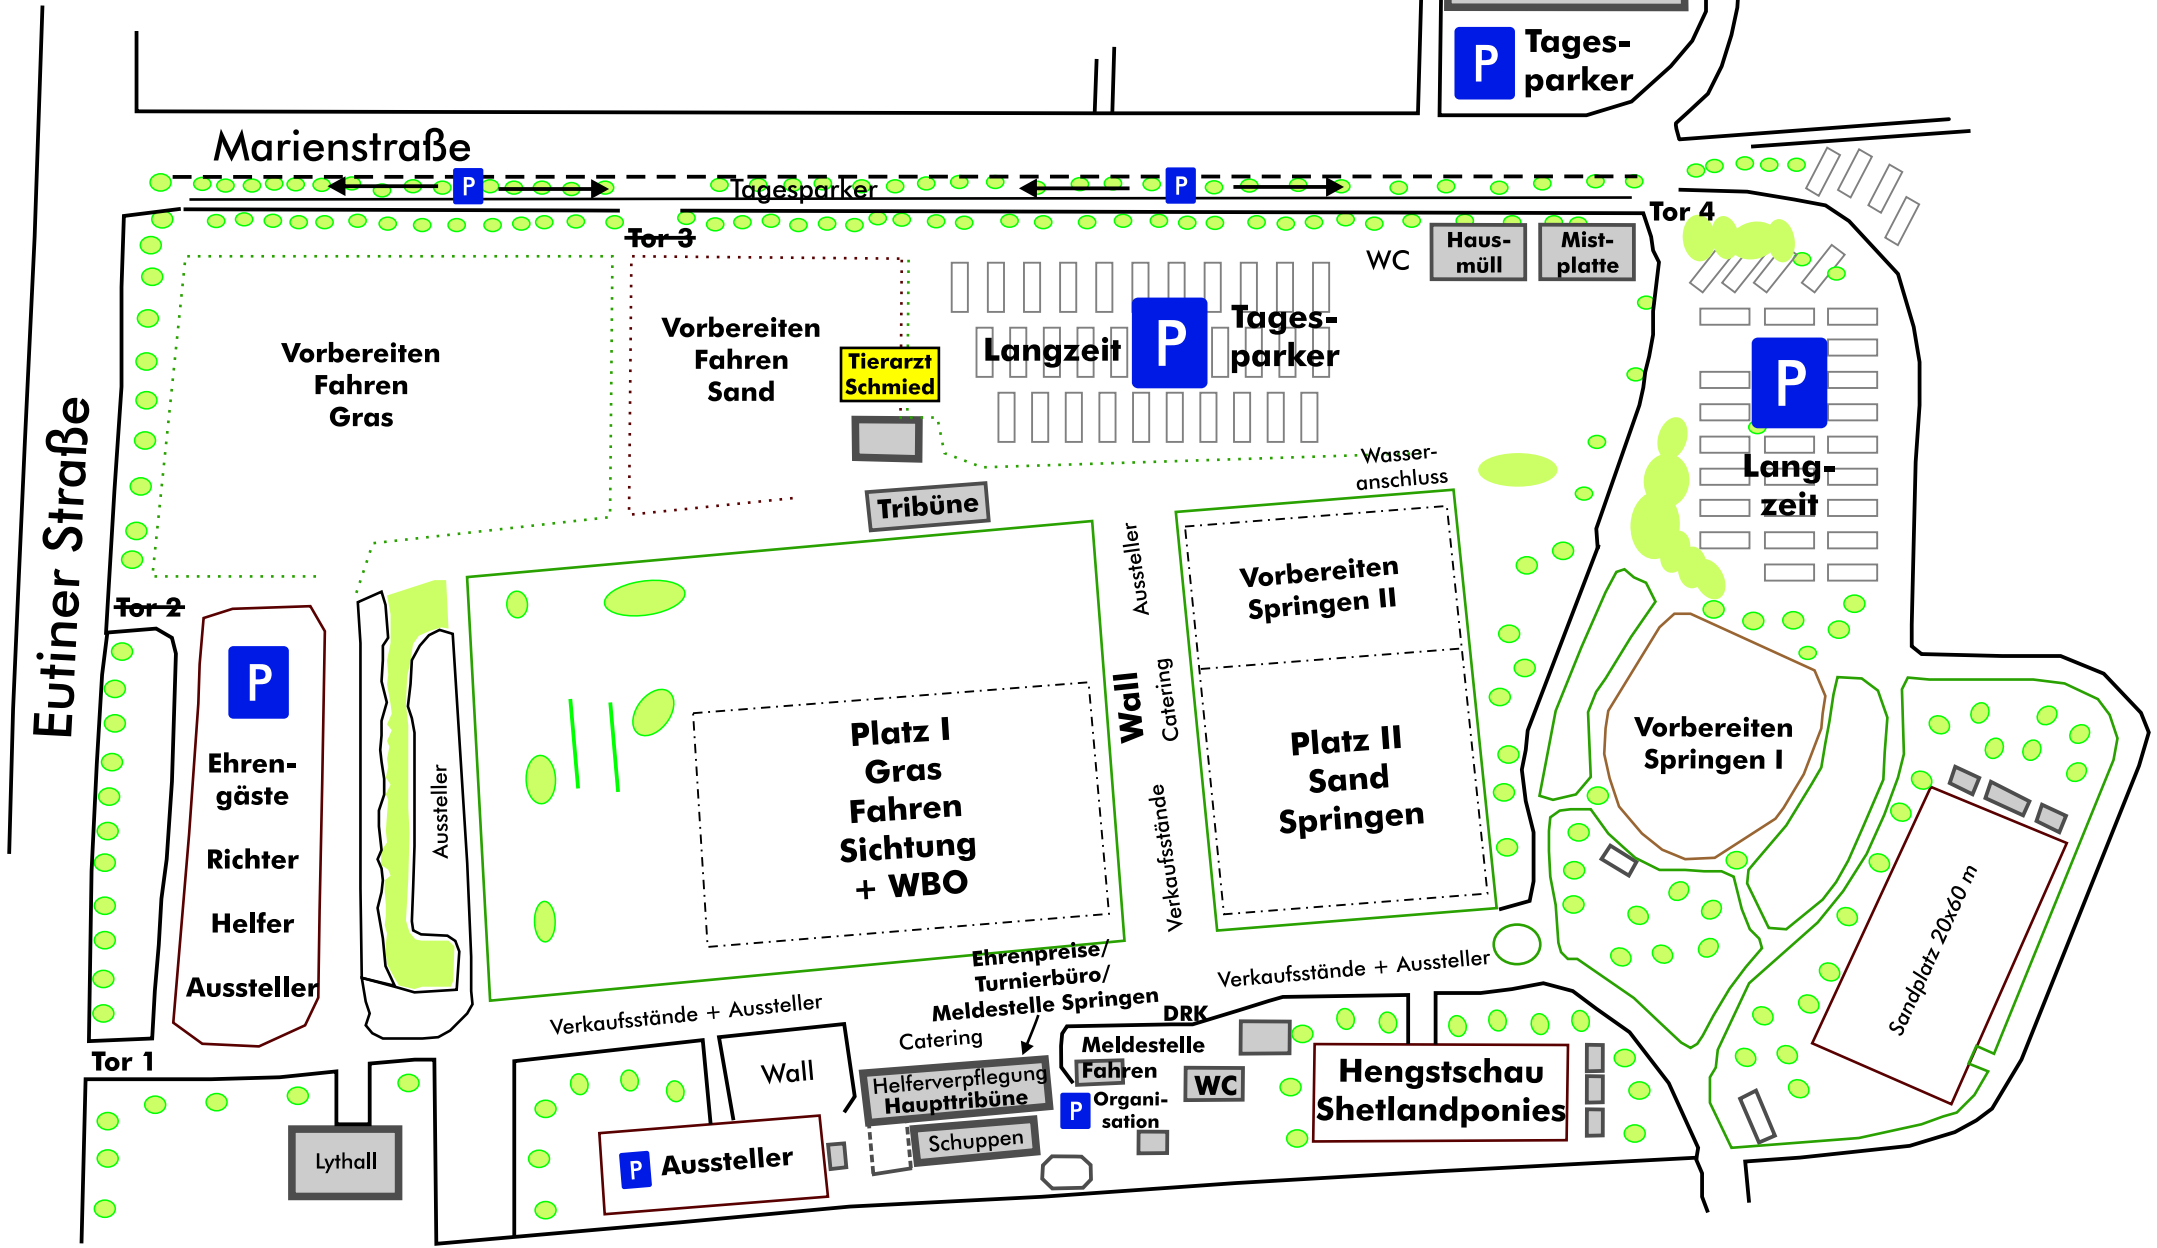 P
Tages-
parker
Marienstraße
P
Tagesparker
P
Tor 3
Tor 4
WC
Haus-
müll
Mist-
platte
Vorbereiten
Fahren
Gras
Vorbereiten
Fahren
Sand
Tierarzt
Schmied
Langzeit
P
Tages-
parker
P
Lang-
zeit
Wasser-
anschluss
Tribüne
Eutiner Straße
Tor 2
P
Ehren-
gäste
Richter
Helfer
Aussteller
Aussteller
Platz I
Gras
Fahren
Sichtung
+ WBO
Aussteller
Wall
Catering
Verkaufsstände
Vorbereiten
Springen II
Platz II
Sand
Springen
Vorbereiten
Springen I
Sandplatz 20x60 m
Ehrenpreise/
Turnierbüro/
Meldestelle Springen
Verkaufsstände + Aussteller
Verkaufsstände + Aussteller
Catering
DRK
Meldestelle
Fahren
Tor 1
Wall
Helferverpflegung
Haupttribüne
WC
P
Organi-
sation
Schuppen
Hengstschau
Shetlandponies
Lythall
P
Aussteller